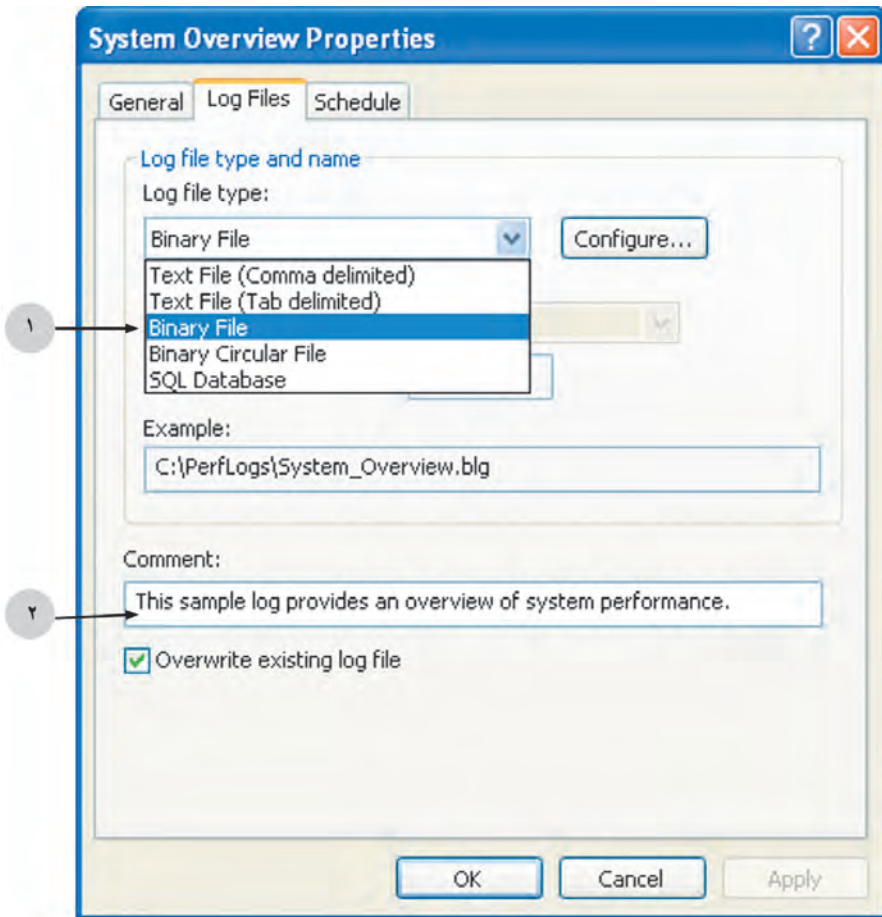 System Overview Properties
General Log Files Schedule
Log file type and name
Log file type:
Binary File Configure...
Text File (Comma delimited)
Text File (Tab delimited)
۱ Binary File
Binary Circular File
SQL Database
Example:
C:\PerfLogs\System_Overview.blg
Comment:
۲ This sample log provides an overview of system performance.
Overwrite existing log file
OK Cancel Apply